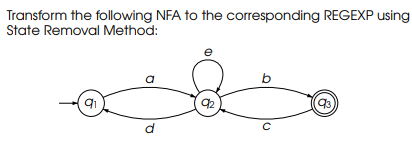 Transform the following NFA to the corresponding REGEXP using
State Removal Method:
e
a
b
q1
q2
q3
d
c